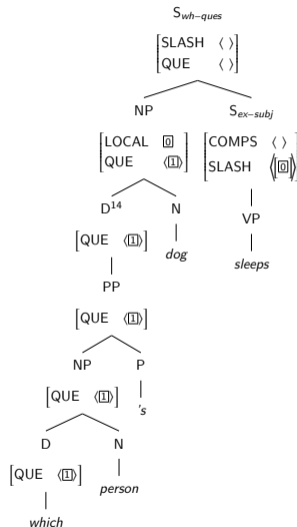 S_wh-ques
[SLASH ⟨ ⟩]
[QUE ⟨ ⟩]
NP S_ex-subj
[LOCAL [0]] [COMPS ⟨ ⟩]
[QUE ⟨[1]⟩] [SLASH ⟨[0]⟩]
D¹⁴ N VP
[QUE ⟨[1]⟩] dog sleeps
PP
[QUE ⟨[1]⟩]
NP P
[QUE ⟨[1]⟩] 's
D N
[QUE ⟨[1]⟩] person
which